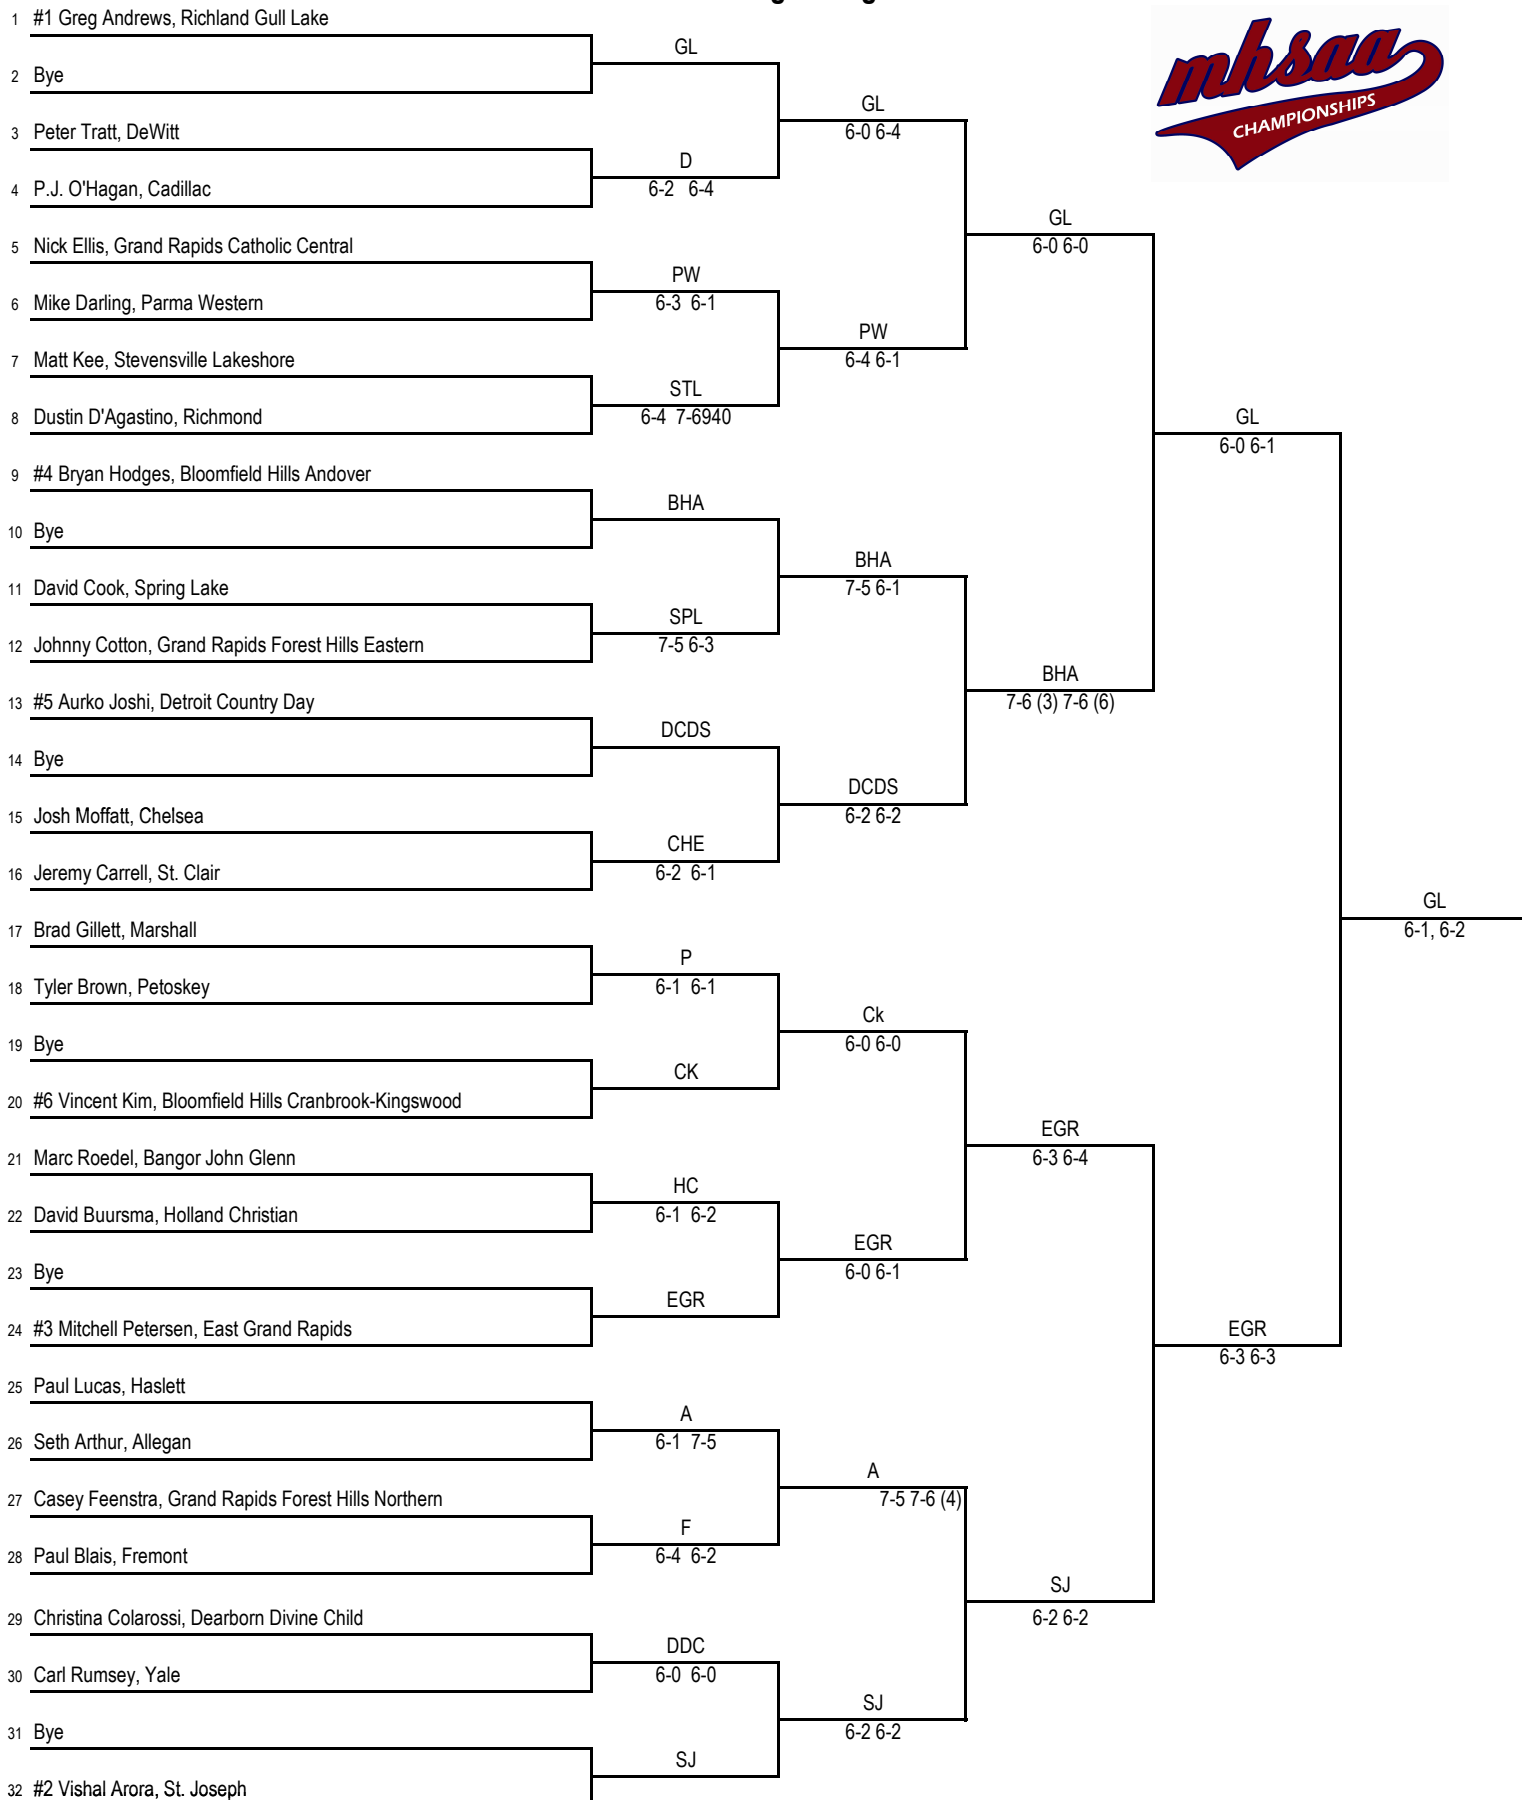 1 #1 Greg Andrews, Richland Gull Lake
GL
2 Bye
GL
6-0 6-4
3 Peter Tratt, DeWitt
D
6-2 6-4
4 P.J. O'Hagan, Cadillac
GL
6-0 6-0
5 Nick Ellis, Grand Rapids Catholic Central
PW
6-3 6-1
6 Mike Darling, Parma Western
PW
6-4 6-1
7 Matt Kee, Stevensville Lakeshore
STL
6-4 7-6940
8 Dustin D'Agastino, Richmond
GL
6-0 6-1
9 #4 Bryan Hodges, Bloomfield Hills Andover
BHA
10 Bye
BHA
7-5 6-1
11 David Cook, Spring Lake
SPL
7-5 6-3
12 Johnny Cotton, Grand Rapids Forest Hills Eastern
BHA
7-6 (3) 7-6 (6)
13 #5 Aurko Joshi, Detroit Country Day
DCDS
14 Bye
DCDS
6-2 6-2
15 Josh Moffatt, Chelsea
CHE
6-2 6-1
16 Jeremy Carrell, St. Clair
GL
6-1, 6-2
17 Brad Gillett, Marshall
P
6-1 6-1
18 Tyler Brown, Petoskey
Ck
6-0 6-0
19 Bye
CK
20 #6 Vincent Kim, Bloomfield Hills Cranbrook-Kingswood
EGR
6-3 6-4
21 Marc Roedel, Bangor John Glenn
HC
6-1 6-2
22 David Buursma, Holland Christian
EGR
6-0 6-1
23 Bye
EGR
24 #3 Mitchell Petersen, East Grand Rapids
EGR
6-3 6-3
25 Paul Lucas, Haslett
A
6-1 7-5
26 Seth Arthur, Allegan
A
7-5 7-6 (4)
27 Casey Feenstra, Grand Rapids Forest Hills Northern
F
6-4 6-2
28 Paul Blais, Fremont
SJ
6-2 6-2
29 Christina Colarossi, Dearborn Divine Child
DDC
6-0 6-0
30 Carl Rumsey, Yale
SJ
6-2 6-2
31 Bye
SJ
32 #2 Vishal Arora, St. Joseph
mhsaa
CHAMPIONSHIPS